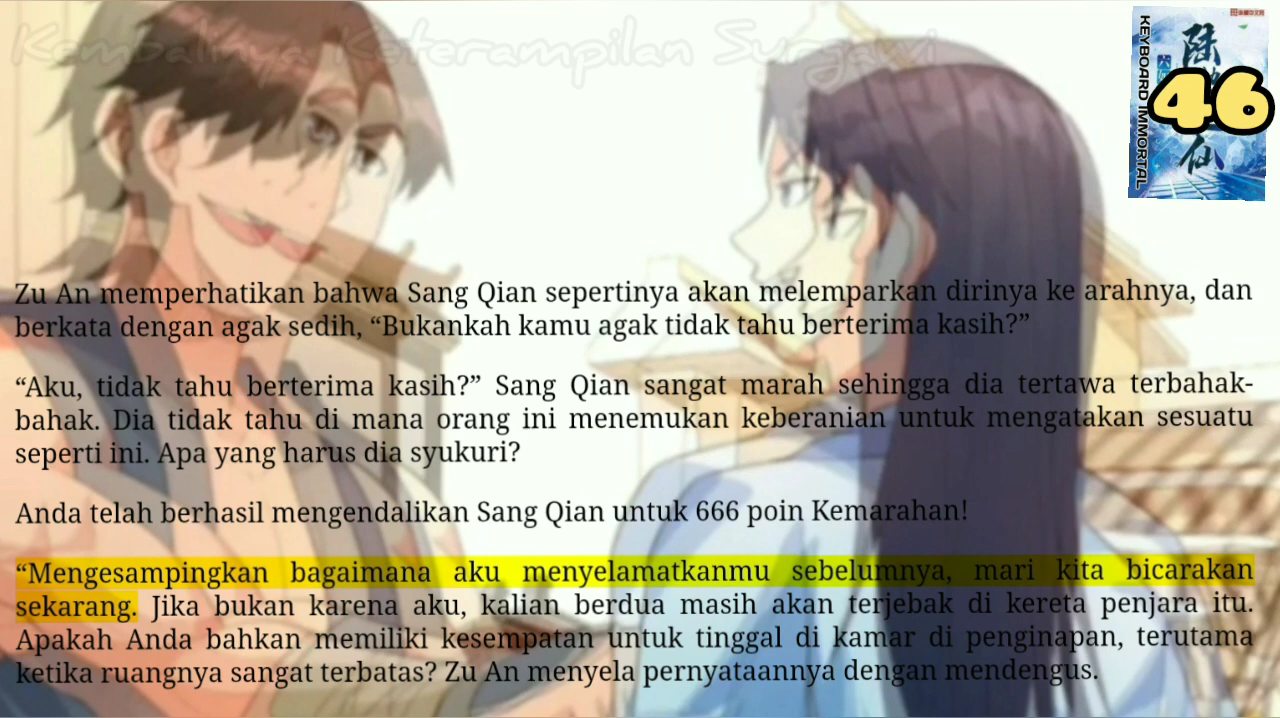 Kembalinya Keterampilan Surgawi
KEYBOARD IMMORTAL
46
Zu An memperhatikan bahwa Sang Qian sepertinya akan melemparkan dirinya ke arahnya, dan
berkata dengan agak sedih, “Bukankah kamu agak tidak tahu berterima kasih?”
“Aku, tidak tahu berterima kasih?” Sang Qian sangat marah sehingga dia tertawa terbahak-
bahak. Dia tidak tahu di mana orang ini menemukan keberanian untuk mengatakan sesuatu
seperti ini. Apa yang harus dia syukuri?
Anda telah berhasil mengendalikan Sang Qian untuk 666 poin Kemarahan!
“Mengesampingkan bagaimana aku menyelamatkanmu sebelumnya, mari kita bicarakan
sekarang. Jika bukan karena aku, kalian berdua masih akan terjebak di kereta penjara itu.
Apakah Anda bahkan memiliki kesempatan untuk tinggal di kamar di penginapan, terutama
ketika ruangnya sangat terbatas? Zu An menyela pernyataannya dengan mendengus.